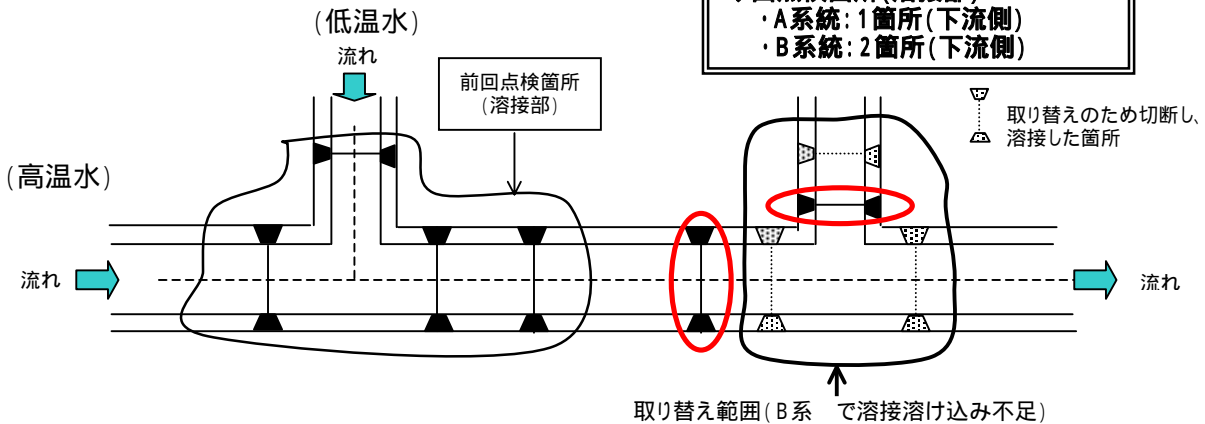 ・A系統:1箇所(下流側)
・B系統:2箇所(下流側)
(低温水)
流れ
前回点検箇所
(溶接部)
取り替えのため切断し、
溶接した箇所
(高温水)
流れ
流れ
取り替え範囲(B系 で溶接溶け込み不足)